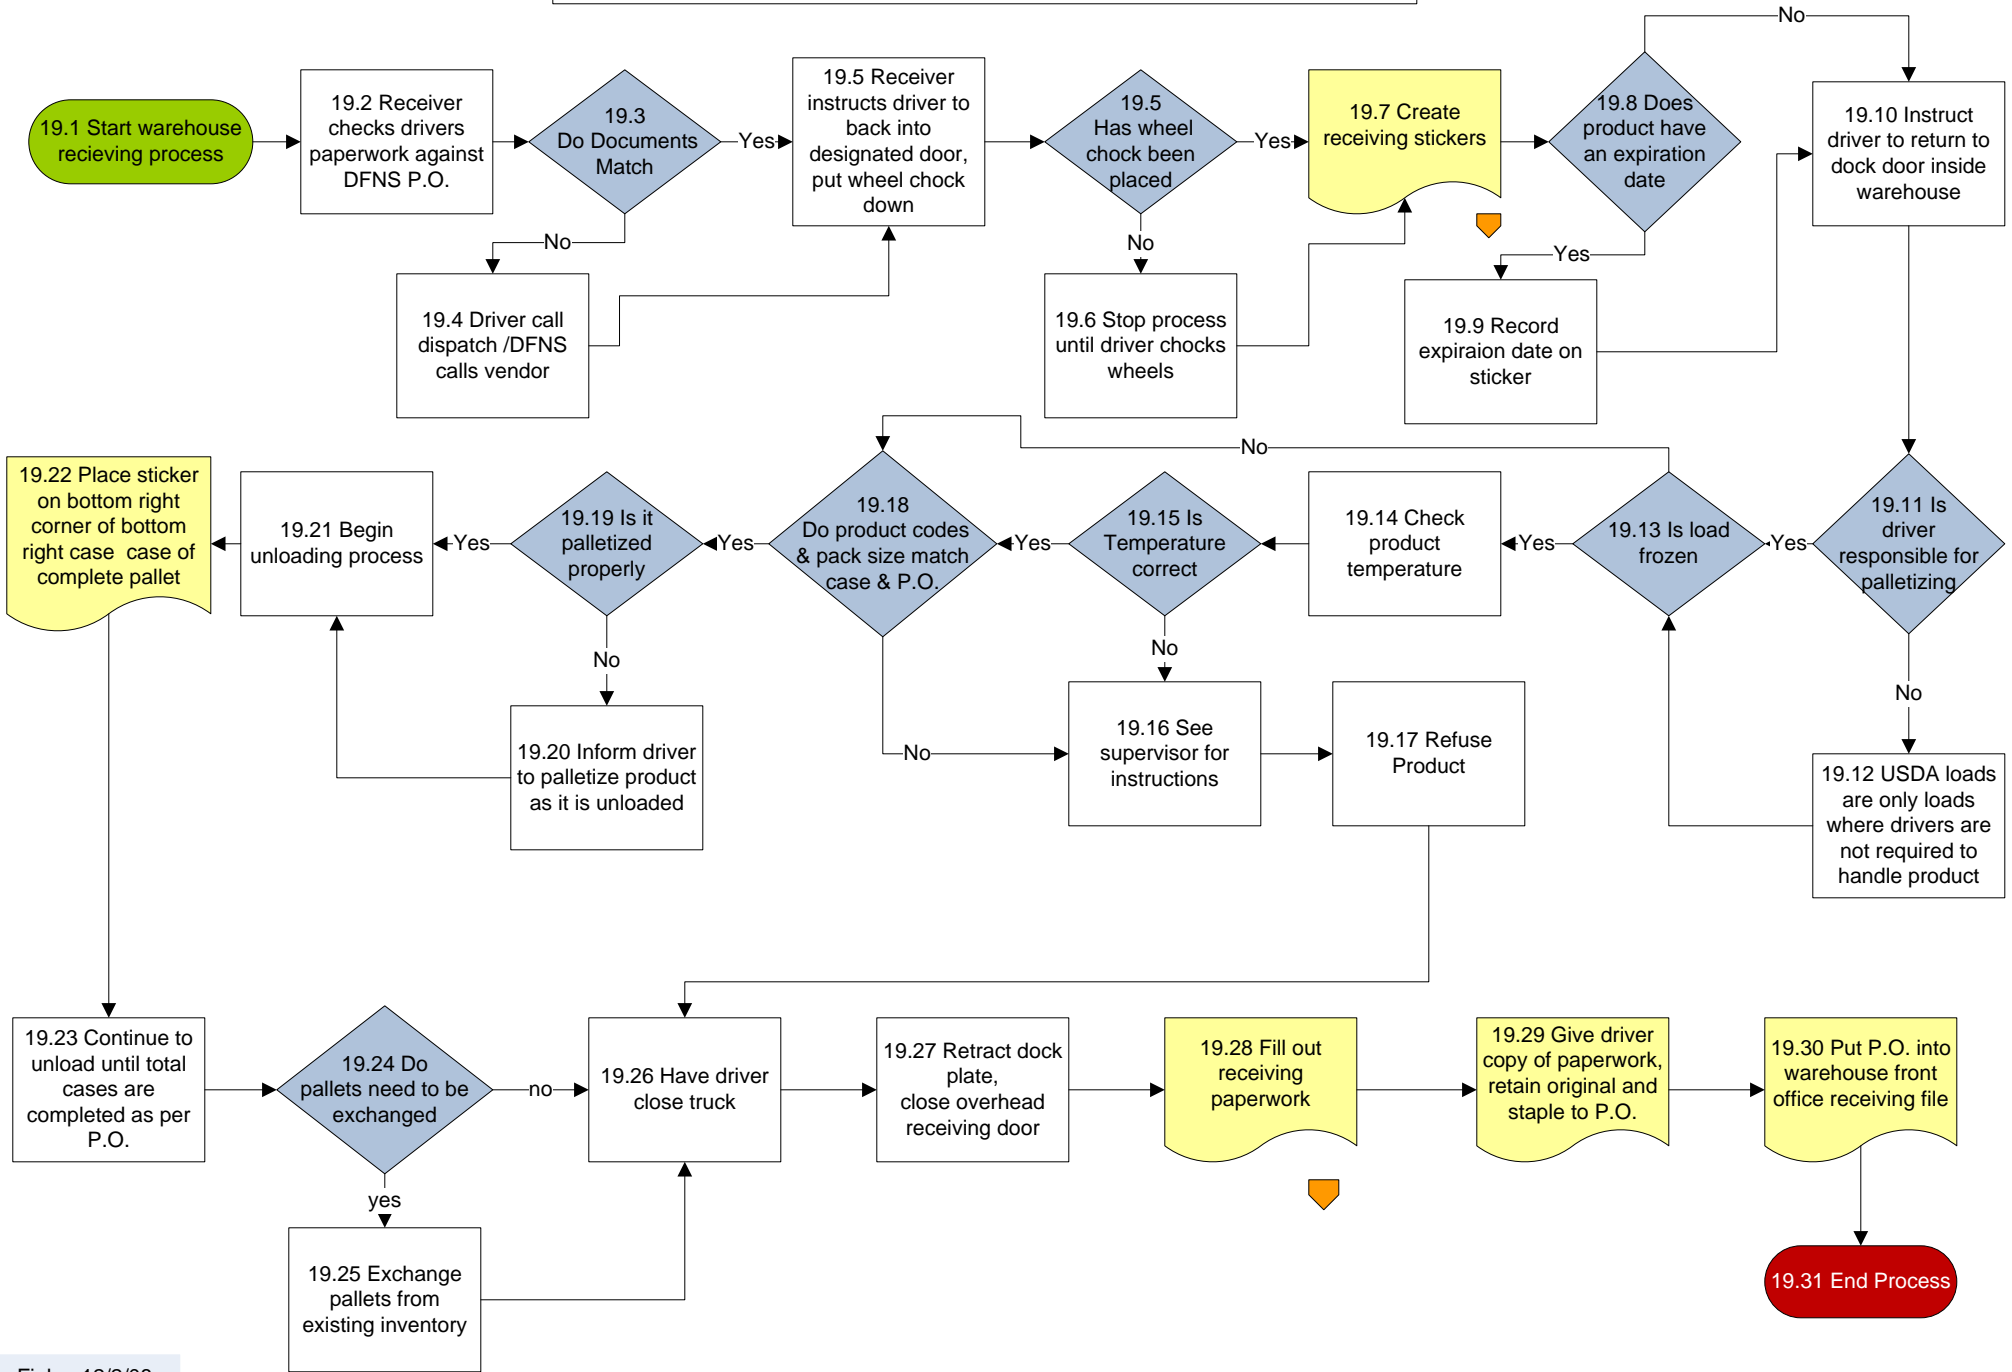 No
19.1 Start warehouse
recieving process
19.2 Receiver
checks drivers
paperwork against
DFNS P.O.
19.3
Do Documents
Match
Yes
19.5 Receiver
instructs driver to
back into
designated door,
put wheel chock
down
19.5
Has wheel
chock been
placed
Yes
19.7 Create
receiving stickers
19.8 Does
product have
an expiration
date
19.10 Instruct
driver to return to
dock door inside
warehouse
No
No
Yes
19.4 Driver call
dispatch /DFNS
calls vendor
19.6 Stop process
until driver chocks
wheels
19.9 Record
expiraion date on
sticker
No
19.22 Place sticker
on bottom right
corner of bottom
right case  case of
complete pallet
19.21 Begin
unloading process
Yes
19.19 Is it
palletized
properly
Yes
19.18
Do product codes
& pack size match
case & P.O.
Yes
19.15 Is
Temperature
correct
19.14 Check
product
temperature
Yes
19.13 Is load
frozen
Yes
19.11 Is
driver
responsible for
palletizing
No
No
No
19.20 Inform driver
to palletize product
as it is unloaded
No
19.16 See
supervisor for
instructions
19.17 Refuse
Product
19.12 USDA loads
are only loads
where drivers are
not required to
handle product
19.23 Continue to
unload until total
cases are
completed as per
P.O.
19.24 Do
pallets need to be
exchanged
no
19.26 Have driver
close truck
19.27 Retract dock
plate,
close overhead
receiving door
19.28 Fill out
receiving
paperwork
19.29 Give driver
copy of paperwork,
retain original and
staple to P.O.
19.30 Put P.O. into
warehouse front
office receiving file
yes
19.25 Exchange
pallets from
existing inventory
19.31 End Process